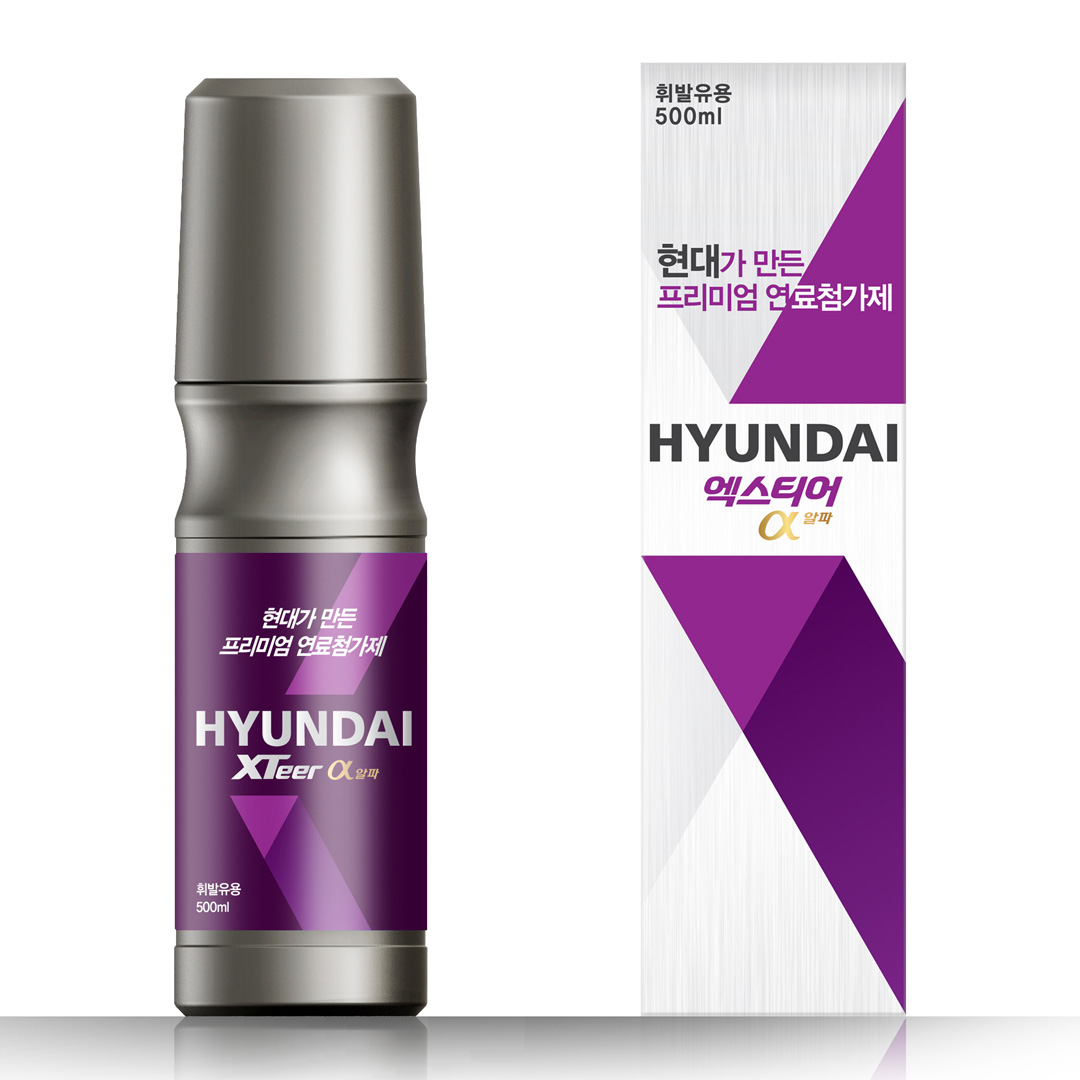 현대가 만든
프리미엄 연료첨가제
HYUNDAI
XTeer α 알파
휘발유용
500ml
휘발유용
500ml
현대가 만든
프리미엄 연료첨가제
HYUNDAI
엑스티어
α 알파